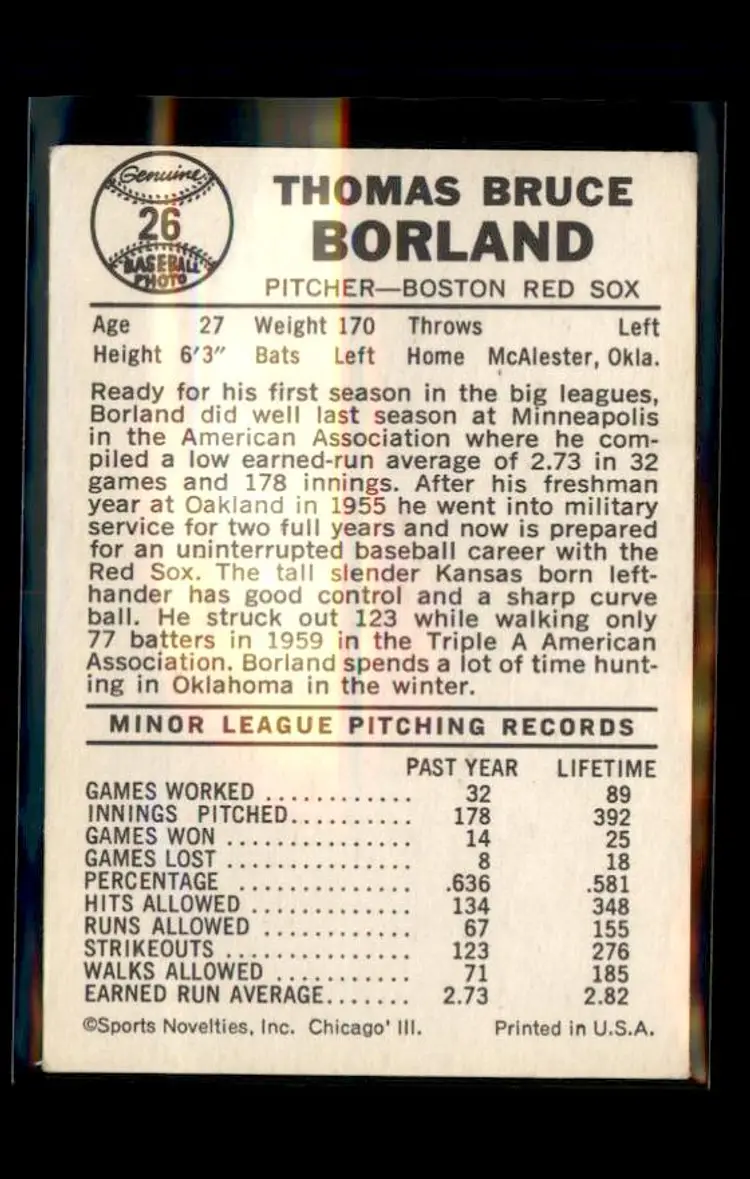 Genuine
26
BASEBALL
PHOTO
THOMAS BRUCE
BORLAND
PITCHER—BOSTON RED SOX
Age 27 Weight 170 Throws Left
Height 6'3" Bats Left Home McAlester, Okla.
Ready for his first season in the big leagues,
Borland did well last season at Minneapolis
in the American Association where he com-
piled a low earned-run average of 2.73 in 32
games and 178 innings. After his freshman
year at Oakland in 1955 he went into military
service for two full years and now is prepared
for an uninterrupted baseball career with the
Red Sox. The tall slender Kansas born left-
hander has good control and a sharp curve
ball. He struck out 123 while walking only
77 batters in 1959 in the Triple A American
Association. Borland spends a lot of time hunt-
ing in Oklahoma in the winter.
MINOR LEAGUE PITCHING RECORDS
PAST YEAR LIFETIME
GAMES WORKED ............ 32 89
INNINGS PITCHED.......... 178 392
GAMES WON ............... 14 25
GAMES LOST ............... 8 18
PERCENTAGE .............. .636 .581
HITS ALLOWED ............. 134 348
RUNS ALLOWED ............ 67 155
STRIKEOUTS ............... 123 276
WALKS ALLOWED ........... 71 185
EARNED RUN AVERAGE....... 2.73 2.82
©Sports Novelties, Inc. Chicago' Ill. Printed in U.S.A.